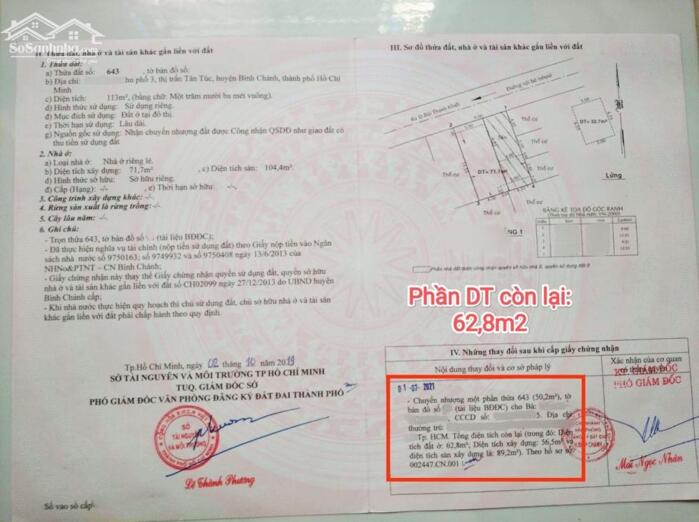 SoSanhnha.com
II. Thửa đất, nhà ở và tài sản khác gắn liền với đất
1. Thửa đất:
a) Thửa đất số: 643 , tờ bản đồ số:
b) Địa chỉ: hu phố 3, thị trấn Tân Túc, huyện Bình Chánh, thành phố Hồ Chí
Minh
c) Diện tích: 113m², (bằng chữ: Một trăm mười ba mét vuông).
d) Hình thức sử dụng: Sử dụng riêng.
đ) Mục đích sử dụng: Đất ở tại đô thị.
e) Thời hạn sử dụng: Lâu dài.
g) Nguồn gốc sử dụng: Nhận chuyển nhượng đất được Công nhận QSDĐ như giao đất có
thu tiền sử dụng đất
2. Nhà ở:
a) Loại nhà ở: Nhà ở riêng lẻ.
b) Diện tích xây dựng: 71,7m², c) Diện tích sàn: 104,4m².
d) Hình thức sở hữu: Sở hữu riêng.
đ) Cấp (Hạng): -/- , e) Thời hạn sở hữu: -/-
3. Công trình xây dựng khác: -/-
4. Rừng sản xuất là rừng trồng: -/-
5. Cây lâu năm: -/-
6. Ghi chú:
- Trọn thửa 643, tờ bản đồ số (tài liệu BĐĐC);
- Đã thực hiện nghĩa vụ tài chính (nộp tiền sử dụng đất) theo Giấy nộp tiền vào Ngân
sách nhà nước số 9750163; số 9749932 và số 9750408 ngày 13/6/2013 của
NHNo&PTNT - CN Bình Chánh;
- Giấy chứng nhận này thay thế Giấy chứng nhận quyền sử dụng đất, quyền sở hữu
nhà ở và tài sản khác gắn liền với đất số CH02099 ngày 27/12/2013 do UBND huyện
Bình Chánh cấp;
- Khi nhà nước thực hiện quy hoạch thì chủ sử dụng đất, chủ sở hữu nhà ở và tài sản
khác gắn liền với đất phải chấp hành theo quy định.
Tp.Hồ Chí Minh, ngày 02 tháng 10 năm 2019
SỞ TÀI NGUYÊN VÀ MÔI TRƯỜNG TP HỒ CHÍ MINH
TUQ. GIÁM ĐỐC SỞ
PHÓ GIÁM ĐỐC VĂN PHÒNG ĐĂNG KÝ ĐẤT ĐAI THÀNH PHỐ
SỞ
TÀI NGUYÊN
VÀ MÔI TRƯỜNG
Lê Thành Phương
Số vào sổ cấp
III. Sơ đồ thửa đất, nhà ở và tài sản khác gắn liền với đất
Đường
Thổ cư
DT= 71,7m²
Thổ cư
Thổ cư
DT= 32,7m²
Lửng
BẢNG KÊ TỌA ĐỘ GÓC RANH
Phần DT còn lại:
62,8m2
IV. Những thay đổi sau khi cấp giấy chứng nhận
Nội dung thay đổi và cơ sở pháp lý
Xác nhận của cơ quan
có thẩm quyền
01 -07- 2021
- Chuyển nhượng một phần thửa 643 (50,2m²), tờ
bản đồ số (tài liệu BĐĐC) cho Bà:
, CCCD số: 5. Địa chỉ
thường trú:
Tp. HCM. Tổng diện tích còn lại (trong đó: Diện
tích đất ở: 62,8m², Diện tích xây dựng: 56,5m² và
diện tích sàn xây dựng là: 89,2m²). Theo hồ sơ số
002447.CN.001
KT. GIÁM ĐỐC
PHÓ GIÁM ĐỐC
Mai Ngọc Nhân